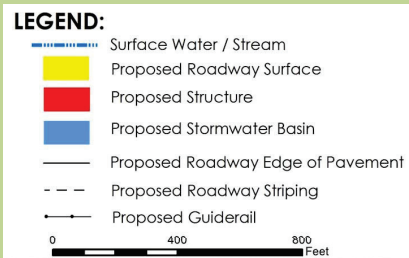 LEGEND:
Surface Water / Stream
Proposed Roadway Surface
Proposed Structure
Proposed Stormwater Basin
Proposed Roadway Edge of Pavement
Proposed Roadway Striping
Proposed Guiderail
0 400 800
Feet